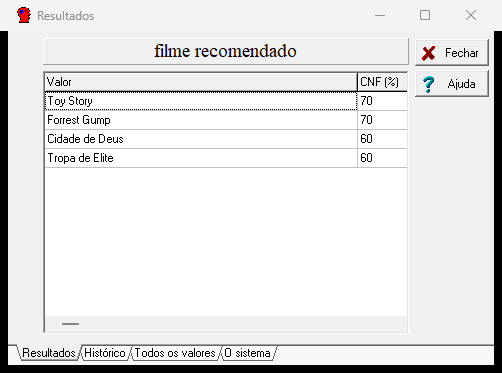 Resultados
filme recomendado
Fechar
Ajuda
Valor CNF (%)
Toy Story 70
Forrest Gump 70
Cidade de Deus 60
Tropa de Elite 60
Resultados Histórico Todos os valores O sistema